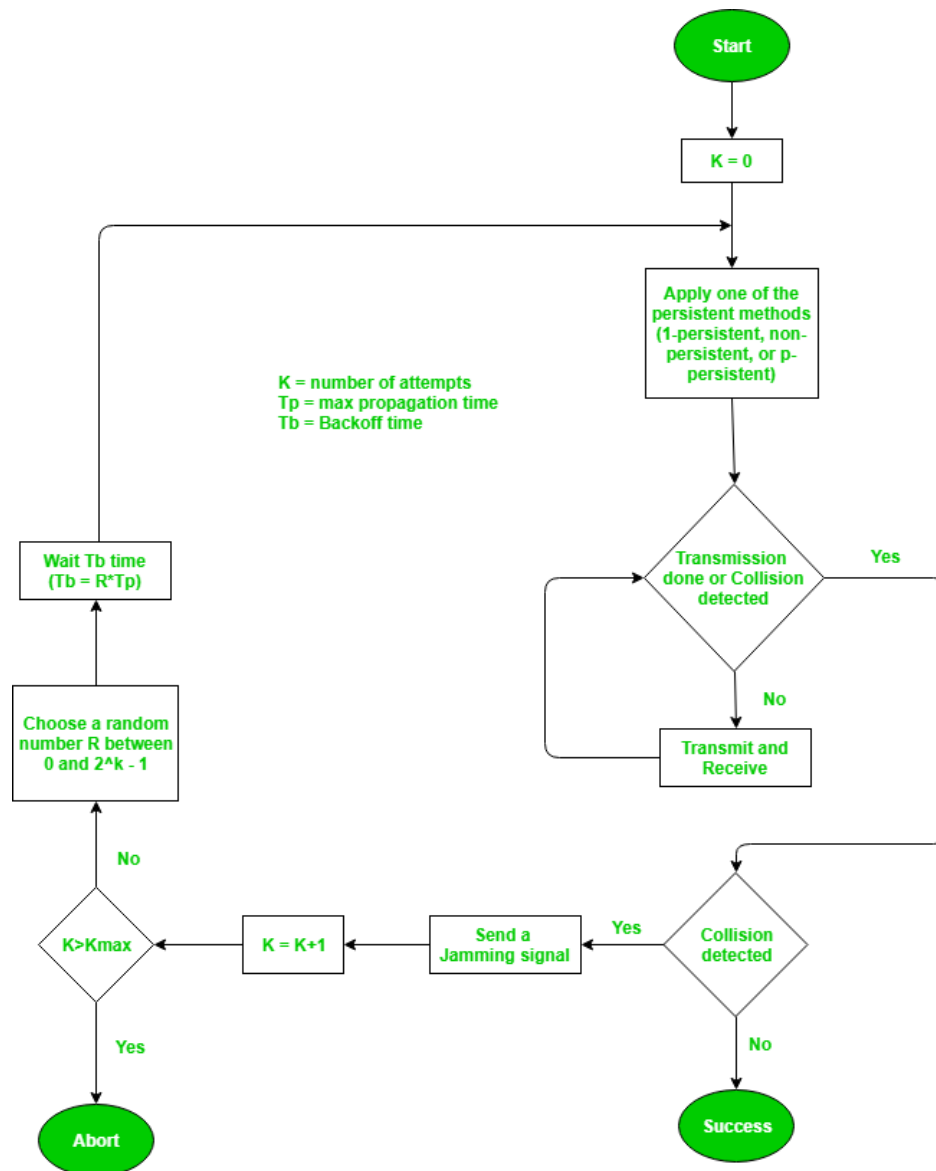 Start
K = 0
Apply one of the
persistent methods
(1-persistent, non-
persistent, or p-
persistent)
K = number of attempts
Tp = max propagation time
Tb = Backoff time
Wait Tb time
(Tb = R*Tp)
Transmission
done or Collision
detected
Yes
No
Transmit and
Receive
Choose a random
number R between
0 and 2^k - 1
No
K>Kmax
K = K+1
Send a
Jamming signal
Yes
Collision
detected
Yes
No
Abort
Success